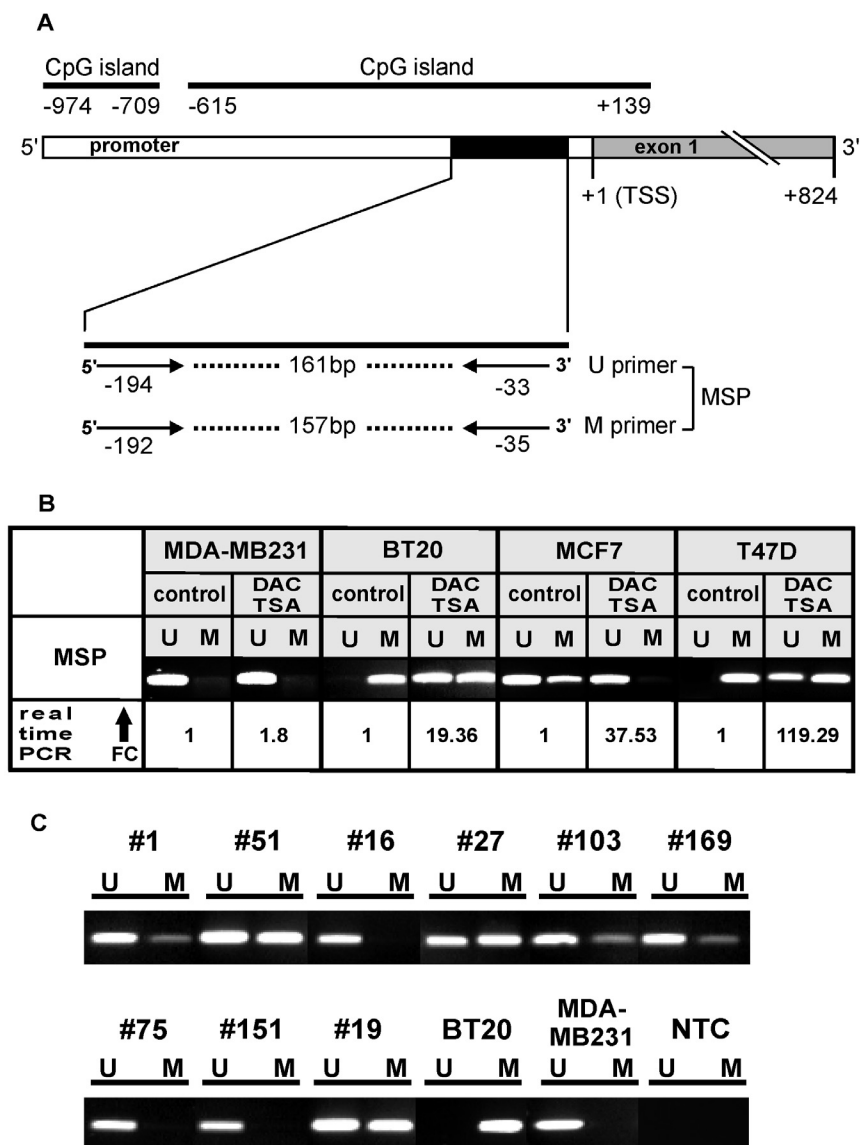 A
CpG island CpG island
-974 -709 -615 +139
5' promoter exon 1 3'
+1 (TSS) +824
5' 161bp 3' U primer
-194 -33
MSP
5' 157bp 3' M primer
-192 -35
B
MDA-MB231 BT20 MCF7 T47D
control DAC TSA control DAC TSA control DAC TSA control DAC TSA
MSP U M U M U M U M U M U M U M U M
real time PCR FC 1 1.8 1 19.36 1 37.53 1 119.29
C
#1 #51 #16 #27 #103 #169
U M U M U M U M U M U M
#75 #151 #19 BT20 MDA-MB231 NTC
U M U M U M U M U M U M